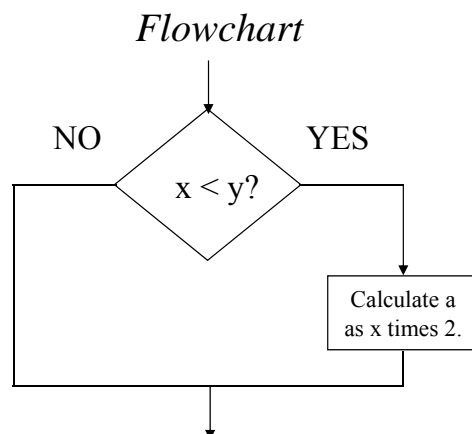 Flowchart
NO
YES
x < y?
Calculate a
as x times 2.